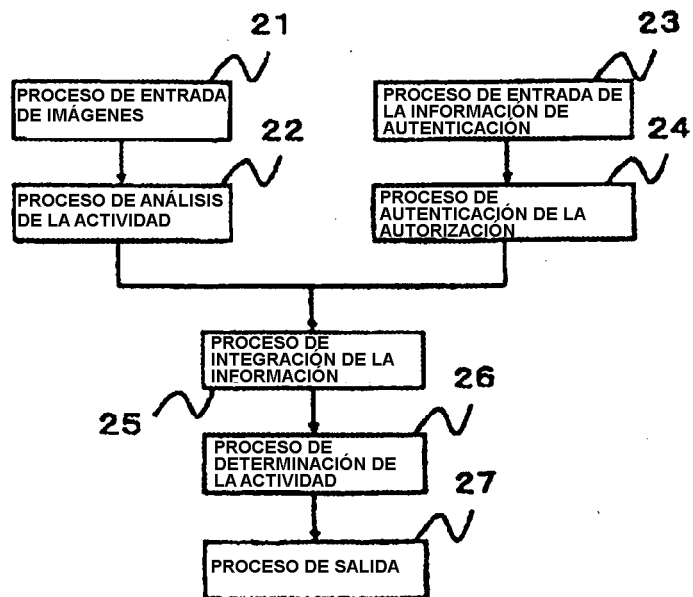 21
PROCESO DE ENTRADA
DE IMÁGENES
23
PROCESO DE ENTRADA DE
LA INFORMACIÓN DE
AUTENTICACIÓN
22
PROCESO DE ANÁLISIS
DE LA ACTIVIDAD
24
PROCESO DE
AUTENTICACIÓN DE LA
AUTORIZACIÓN
PROCESO DE
INTEGRACIÓN DE LA
INFORMACIÓN
25
26
PROCESO DE
DETERMINACIÓN DE
LA ACTIVIDAD
27
PROCESO DE SALIDA